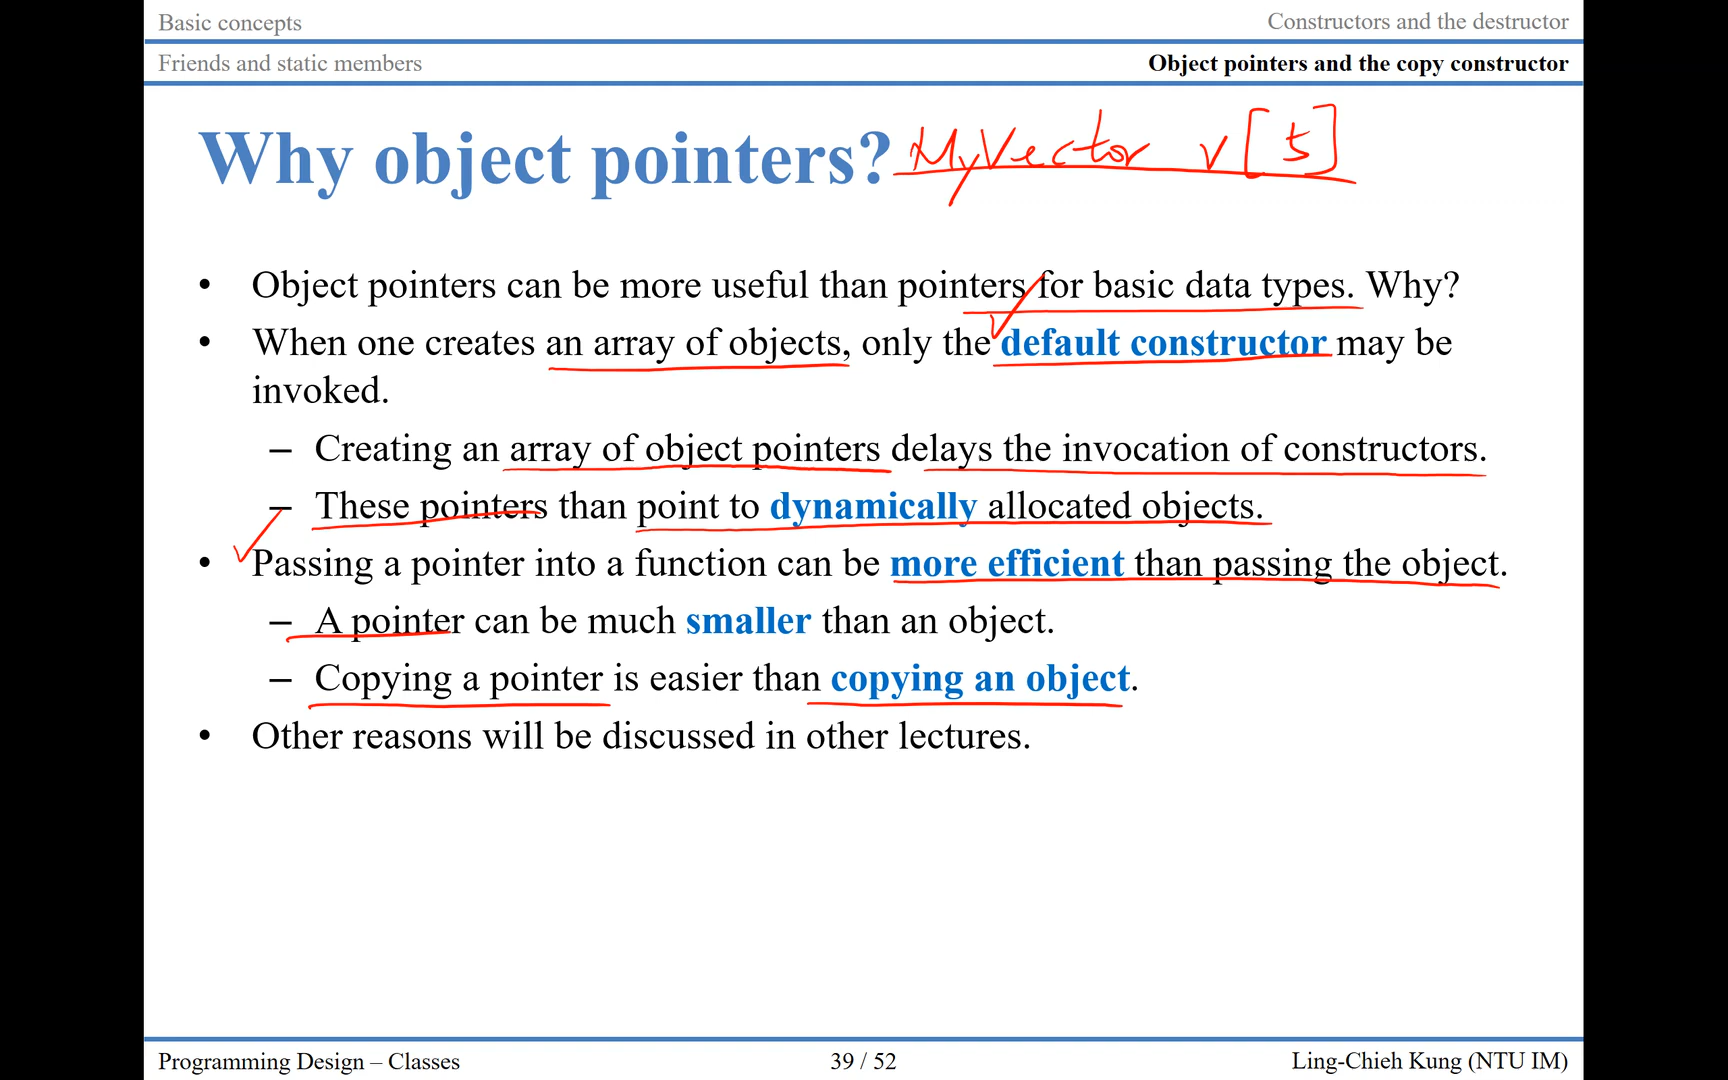 Basic concepts
Constructors and the destructor
Friends and static members
Object pointers and the copy constructor
Why object pointers? MyVector v[5]
• Object pointers can be more useful than pointers for basic data types. Why?
• When one creates an array of objects, only the default constructor may be
invoked.
– Creating an array of object pointers delays the invocation of constructors.
– These pointers than point to dynamically allocated objects.
• Passing a pointer into a function can be more efficient than passing the object.
– A pointer can be much smaller than an object.
– Copying a pointer is easier than copying an object.
• Other reasons will be discussed in other lectures.
Programming Design – Classes
39 / 52
Ling-Chieh Kung (NTU IM)